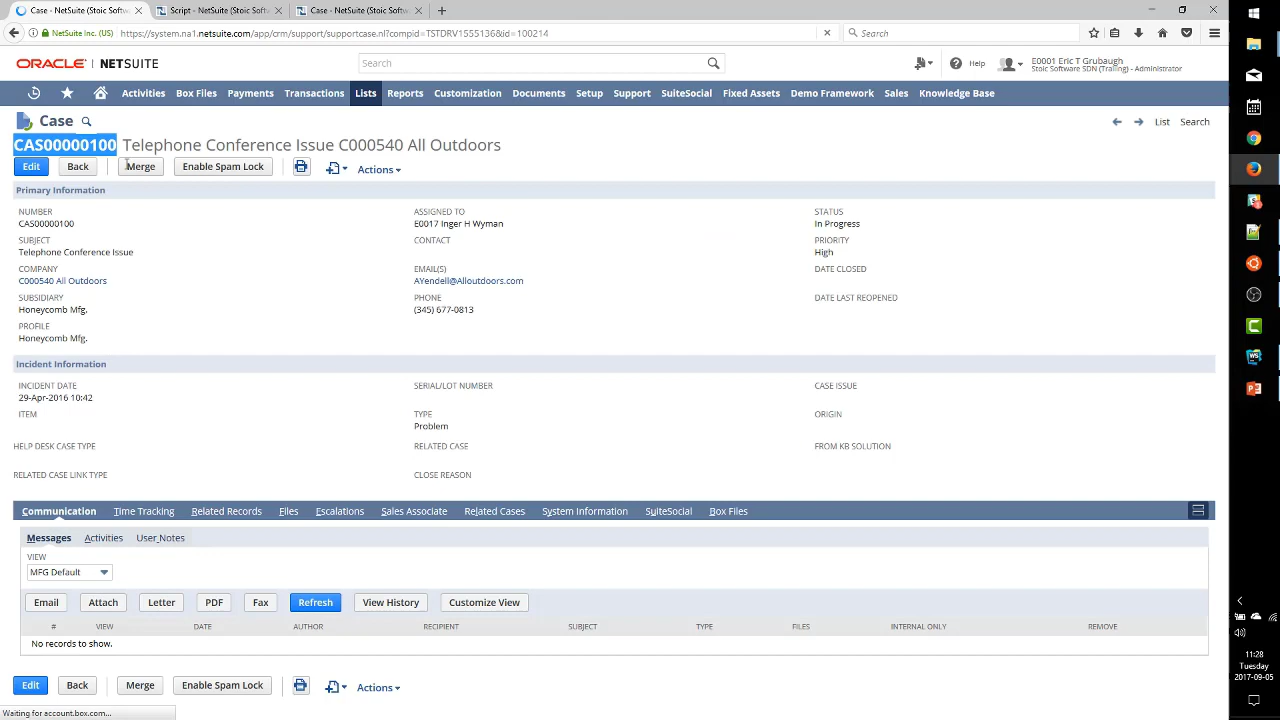 Case - NetSuite (Stoic Softw...
Script - NetSuite (Stoic Soft...
Case - NetSuite (Stoic Softw...
NetSuite Inc. (US)
https://system.na1.netsuite.com/app/crm/support/supportcase.nl?compid=TSTDRV1555136&id=100214
Search
ORACLE NETSUITE
Search
Help
E0001 Eric T Grubaugh
Stoic Software SDN (Trailing) - Administrator
Activities Box Files Payments Transactions Lists Reports Customization Documents Setup Support SuiteSocial Fixed Assets Demo Framework Sales Knowledge Base
Case
List Search
CAS00000100 Telephone Conference Issue C000540 All Outdoors
Edit Back Merge Enable Spam Lock Actions
Primary Information
NUMBER
CAS00000100
SUBJECT
Telephone Conference Issue
COMPANY
C000540 All Outdoors
SUBSIDIARY
Honeycomb Mfg.
PROFILE
Honeycomb Mfg.
ASSIGNED TO
E0017 Inger H Wyman
CONTACT
EMAIL(S)
AYendell@Alloutdoors.com
PHONE
(345) 677-0813
STATUS
In Progress
PRIORITY
High
DATE CLOSED
DATE LAST REOPENED
Incident Information
INCIDENT DATE
29-Apr-2016 10:42
ITEM
HELP DESK CASE TYPE
RELATED CASE LINK TYPE
SERIAL/LOT NUMBER
TYPE
Problem
RELATED CASE
CLOSE REASON
CASE ISSUE
ORIGIN
FROM KB SOLUTION
Communication Time Tracking Related Records Files Escalations Sales Associate Related Cases System Information SuiteSocial Box Files
Messages Activities User Notes
VIEW
MFG Default
Email Attach Letter PDF Fax Refresh View History Customize View
# VIEW DATE AUTHOR RECIPIENT SUBJECT TYPE FILES INTERNAL ONLY REMOVE
No records to show.
Edit Back Merge Enable Spam Lock Actions
Waiting for account.box.com...
11:28
Tuesday
2017-09-05